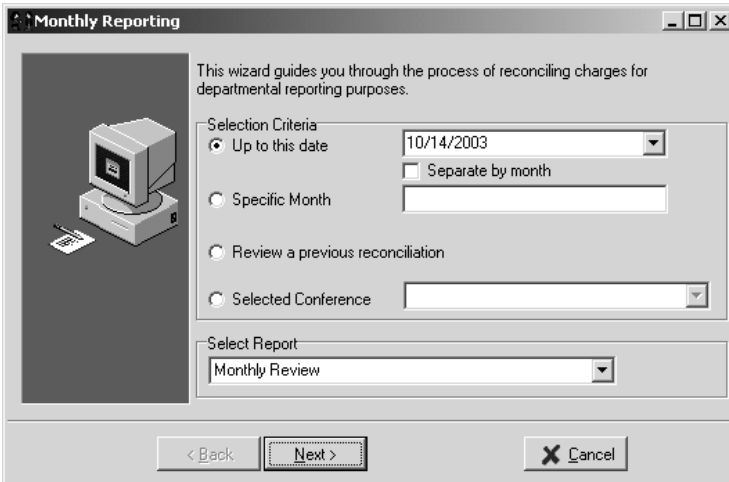 Monthly Reporting
This wizard guides you through the process of reconciling charges for
departmental reporting purposes.
Selection Criteria
Up to this date 10/14/2003
Separate by month
Specific Month
Review a previous reconciliation
Selected Conference
Select Report
Monthly Review
< Back Next > Cancel